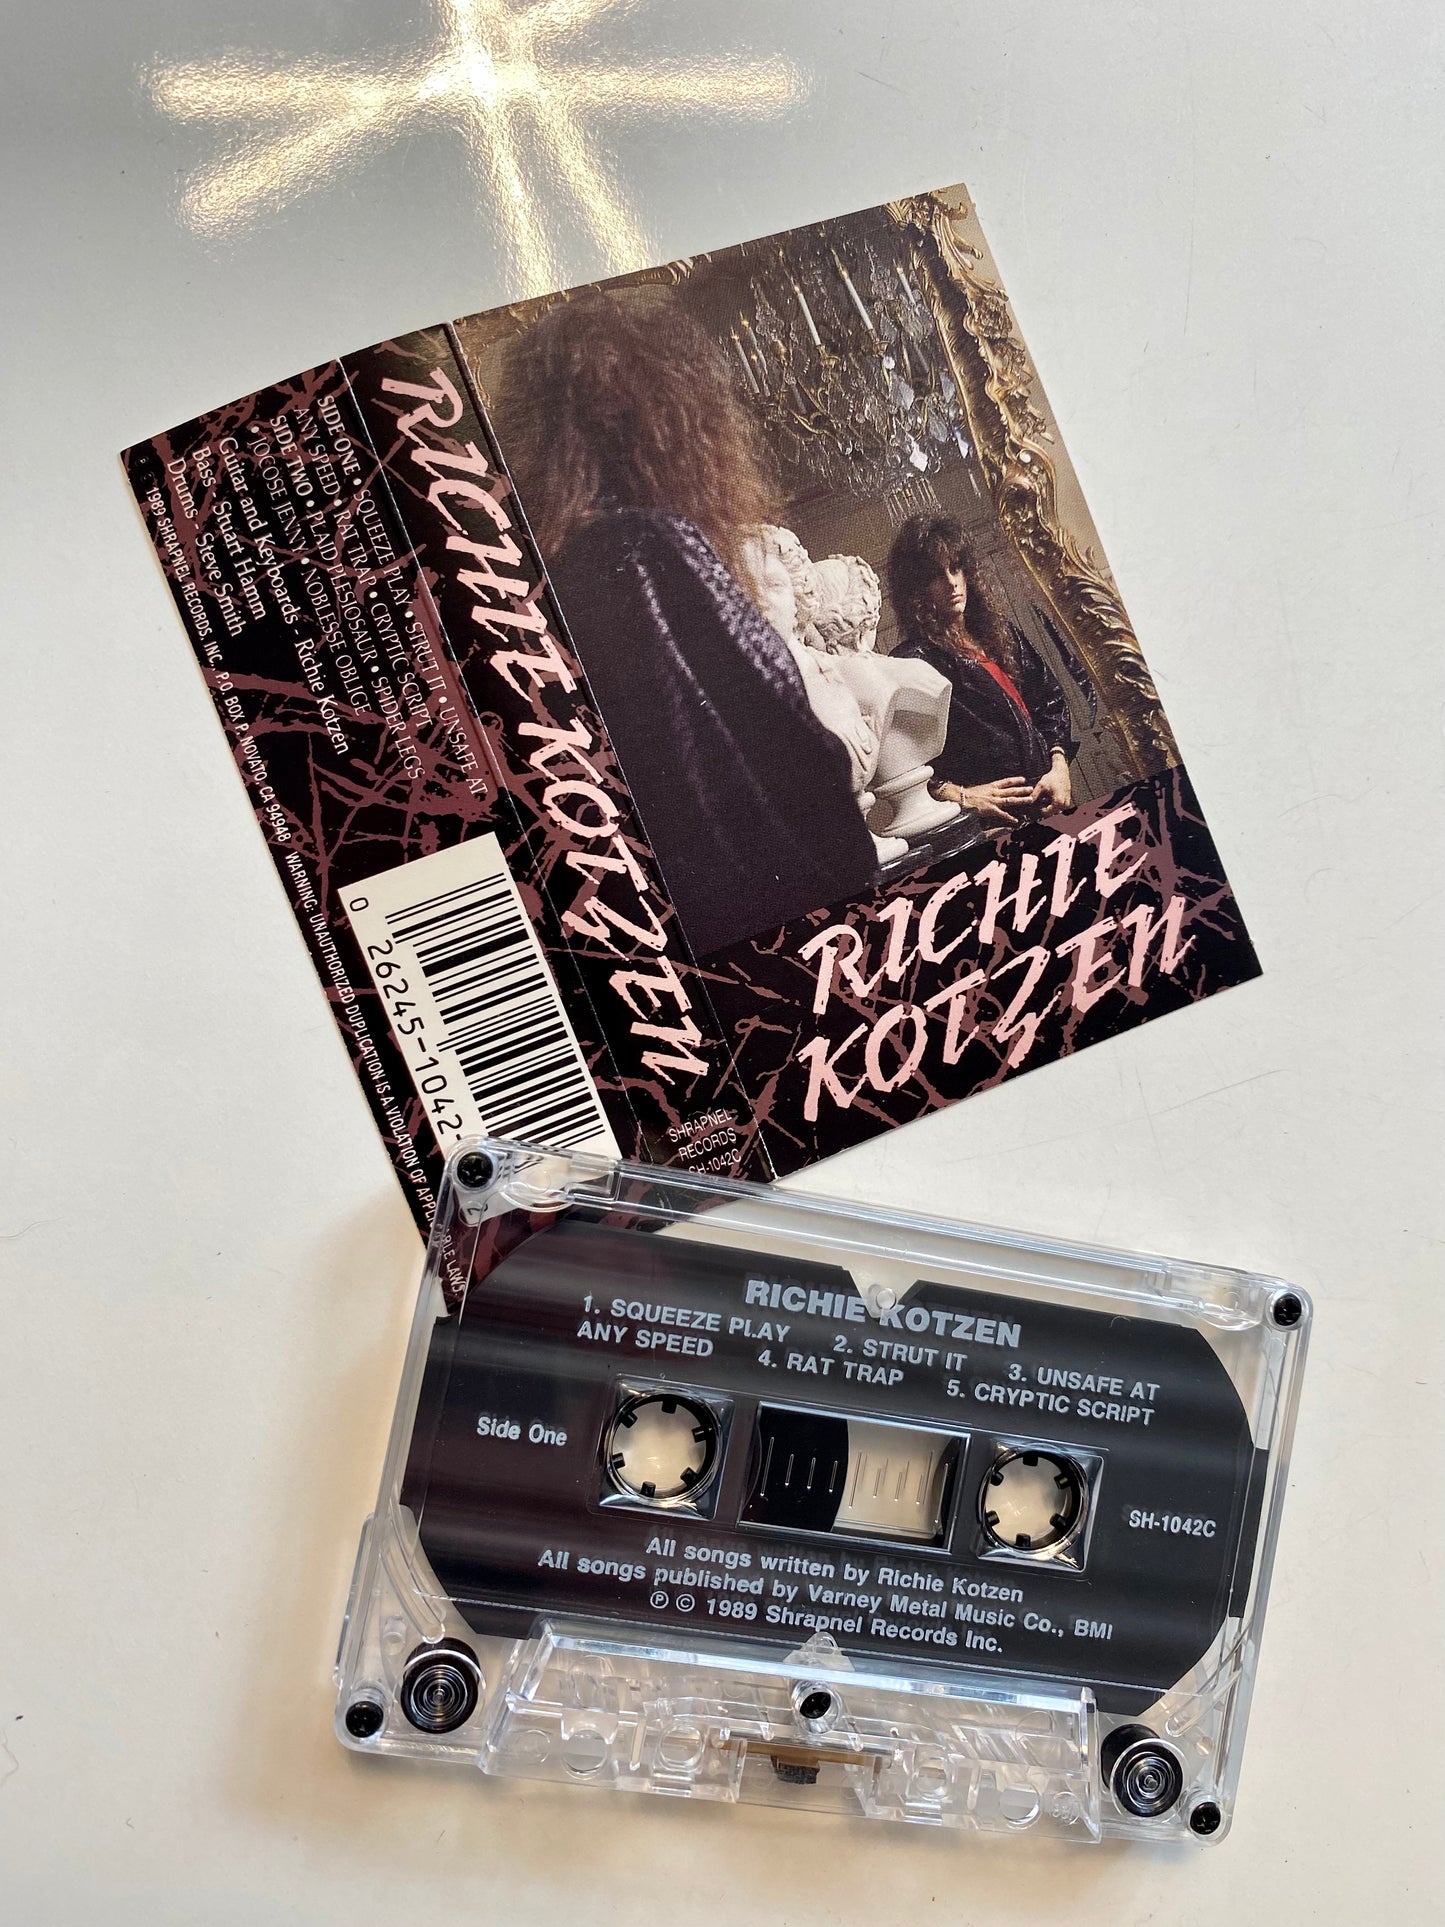 RICHIE
KOTZEN
RICHIE KOTZEN
SHRAPNEL
RECORDS
SH-1042C
SIDE ONE • SQUEEZE PLAY • STRUT IT • UNSAFE AT
ANY SPEED • RAT TRAP • CRYPTIC SCRIPT
SIDE TWO • PLAID PLESIOSAUR • SPIDER LEGS
• JOCOSE JENNY • NOBLESSE OBLIGE
Guitar and Keyboards - Richie Kotzen
Bass - Stuart Hamm
Drums - Steve Smith
℗ © 1989 SHRAPNEL RECORDS, INC., P.O. BOX P, NOVATO, CA 94948 WARNING: UNAUTHORIZED DUPLICATION IS A VIOLATION OF APPLICABLE LAWS.
0 26245-1042- 2
RICHIE KOTZEN
1. SQUEEZE PLAY 2. STRUT IT 3. UNSAFE AT
ANY SPEED 4. RAT TRAP 5. CRYPTIC SCRIPT
Side One
SH-1042C
All songs written by Richie Kotzen
All songs published by Varney Metal Music Co., BMI
℗ © 1989 Shrapnel Records Inc.